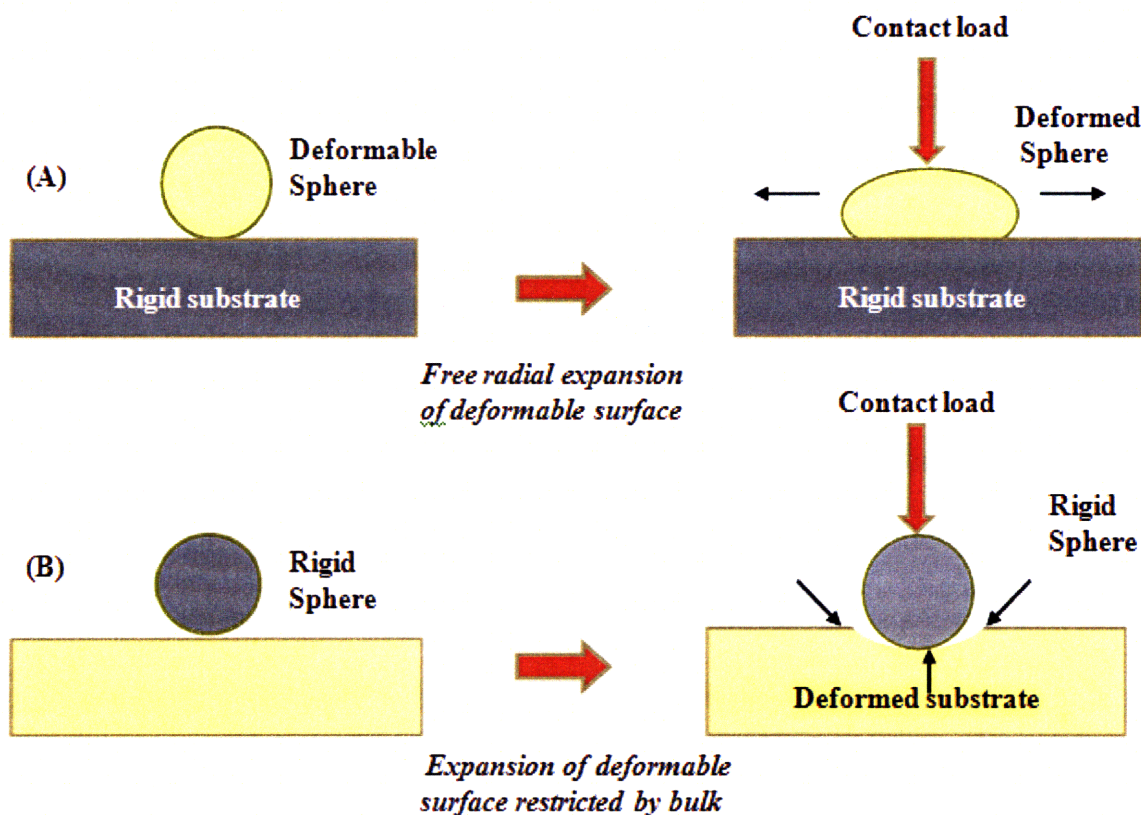 Contact load
(A)
Deformable
Sphere
Deformed
Sphere
Rigid substrate
Rigid substrate
Free radial expansion
of deformable surface
Contact load
(B)
Rigid
Sphere
Rigid
Sphere
Deformed substrate
Expansion of deformable
surface restricted by bulk